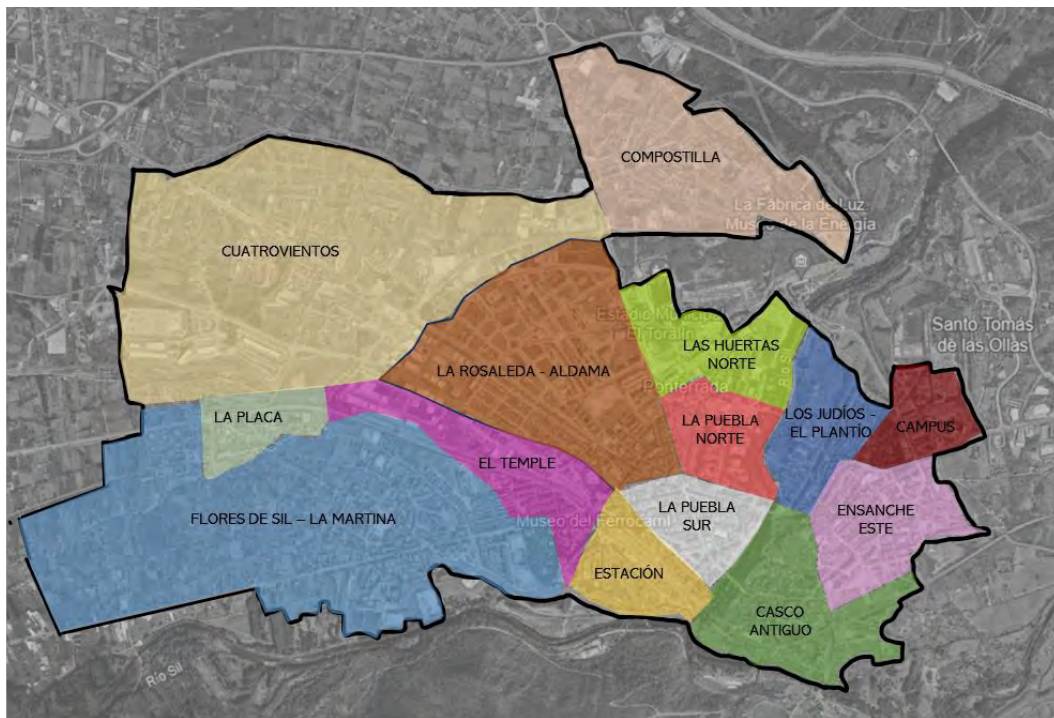 COMPOSTILLA
La Fábrica de Luz.
Museo de la Energía
CUATROVIENTOS
Estadio Municipal
El Toralín
Santo Tomás
de las Ollas
LAS HUERTAS
NORTE
Río Sil
LA ROSALEDA - ALDAMA
Ponferrada
LA PLACA
LA PUEBLA
NORTE
LOS JUDÍOS -
EL PLANTÍO
CAMPUS
EL TEMPLE
FLORES DE SIL – LA MARTINA
Museo del Ferrocarril
LA PUEBLA
SUR
ENSANCHE
ESTE
ESTACIÓN
CASCO
ANTIGUO
Río Sil